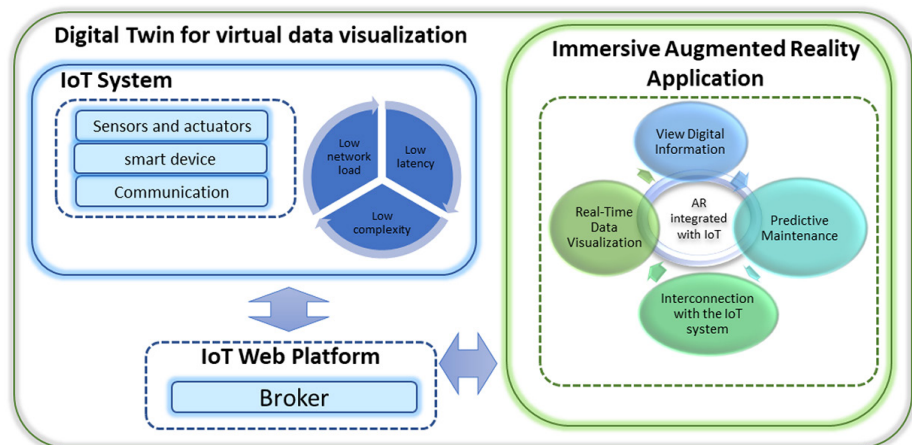 Digital Twin for virtual data visualization
IoT System
Sensors and actuators
smart device
Communication
Low
network
load
Low
latency
Low
complexity
IoT Web Platform
Broker
Immersive Augmented Reality
Application
View Digital
Information
Real-Time
Data
Visualization
AR
integrated
with IoT
Predictive
Maintenance
Interconnection
with the IoT
system